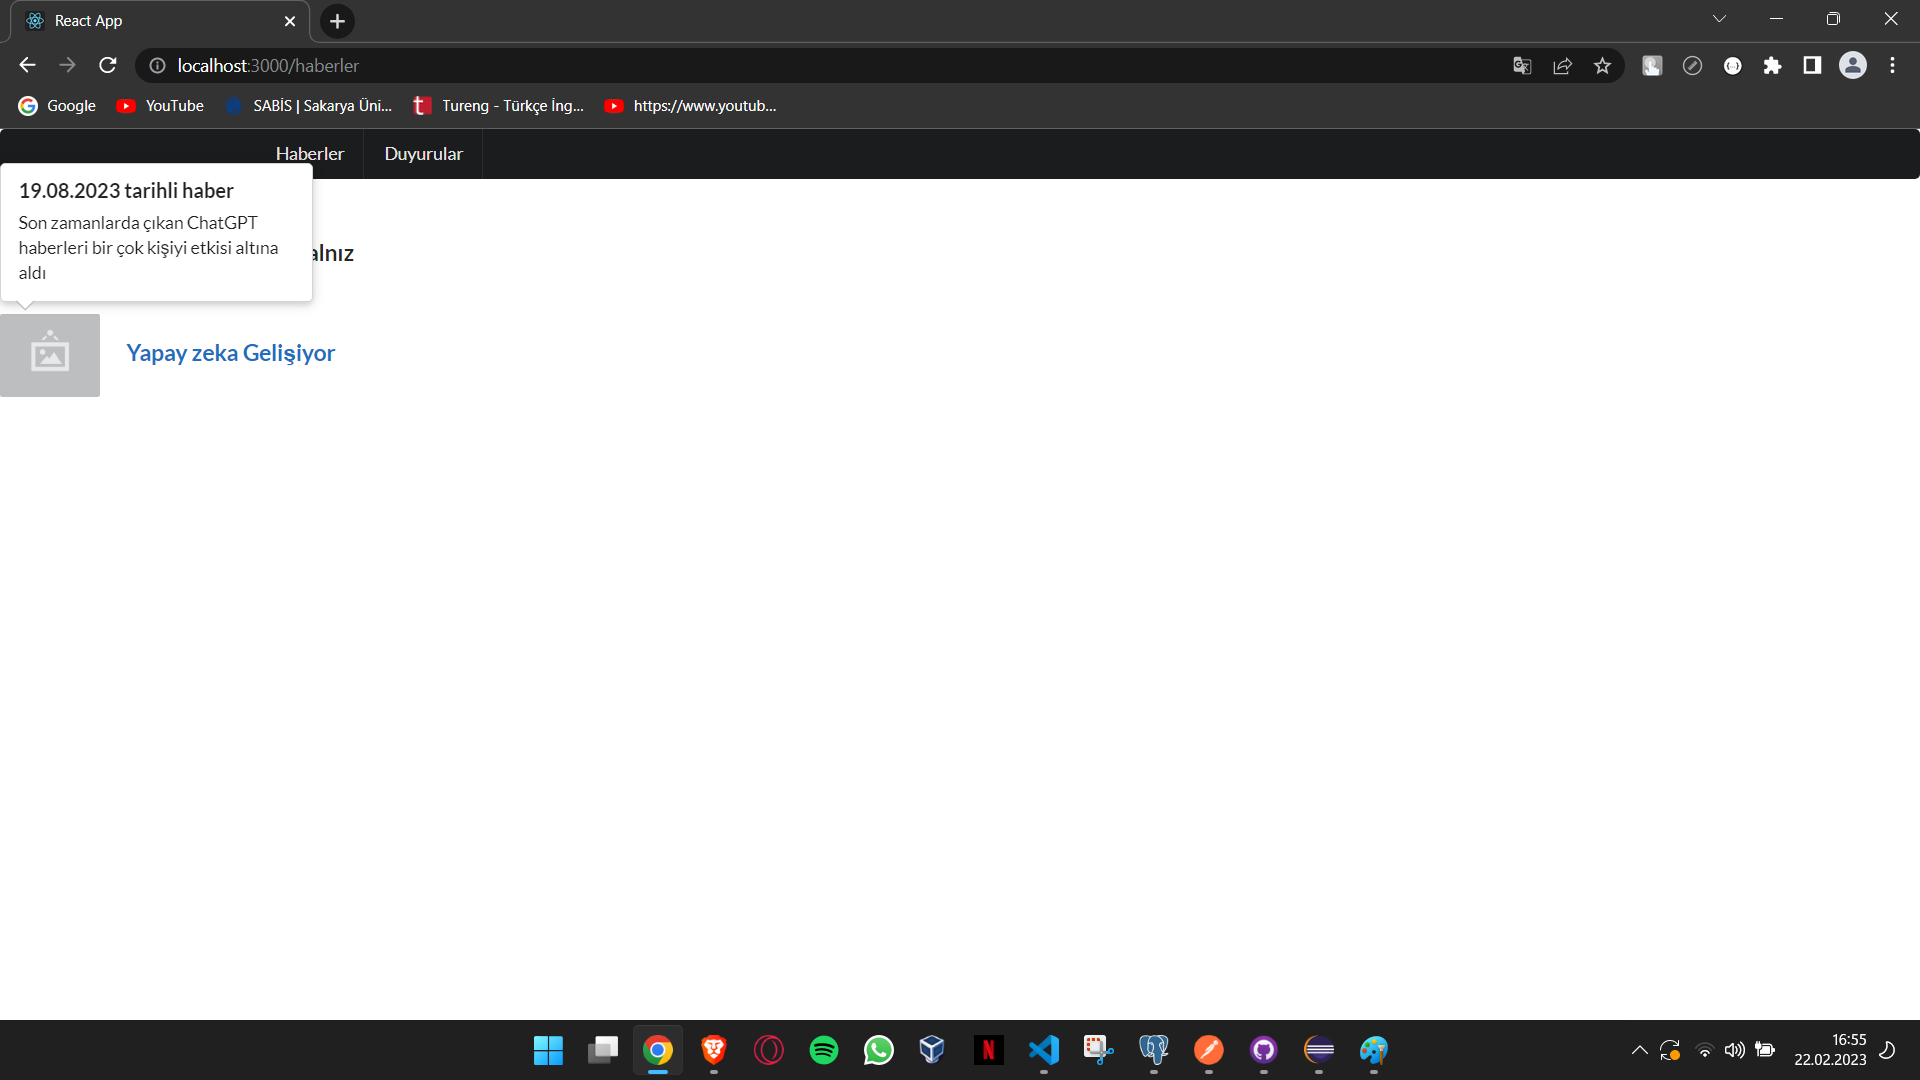 React App
localhost:3000/haberler
Google
YouTube
SABİS | Sakarya Üni...
Tureng - Türkçe İng...
https://www.youtub...
Haberler
Duyurular
19.08.2023 tarihli haber
Son zamanlarda çıkan ChatGPT
haberleri bir çok kişiyi etkisi altına
aldı
alnız
Yapay zeka Gelişiyor
16:55
22.02.2023